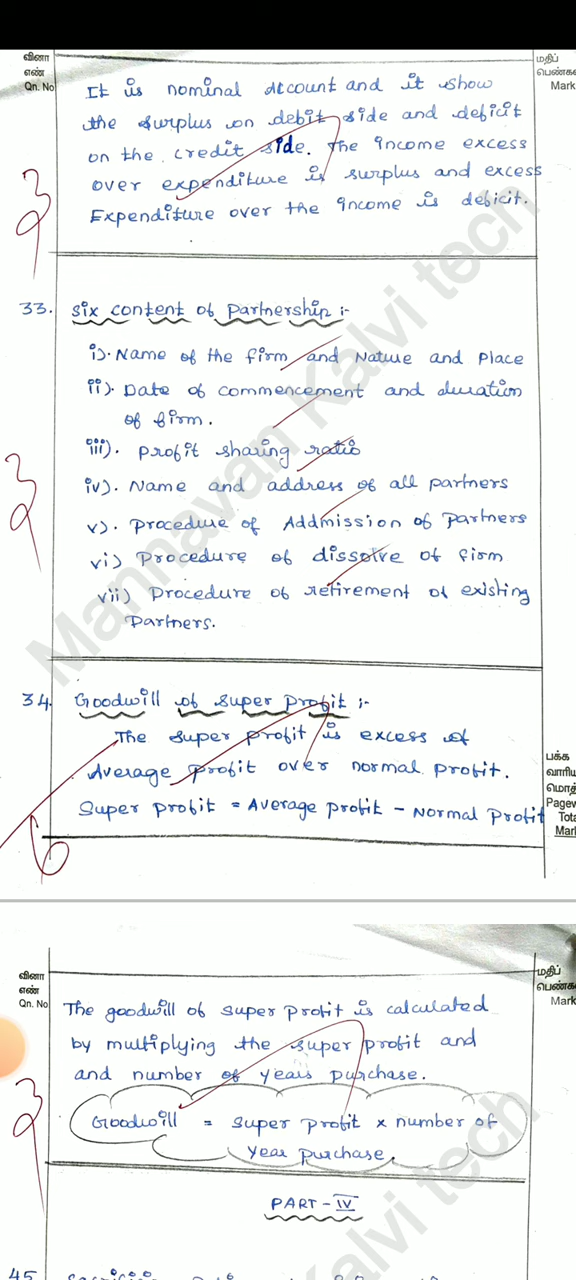 வினா
எண்
Qn. No
மதிப்
பெண்கள்
Mark
It is nominal account and it show
the surplus on debit side and deficit
on the credit side. The income excess
over expenditure is surplus and excess
Expenditure over the income is deficit.
3
33. six content of Partnership :-
i). Name of the firm and Nature and Place
ii). Date of commencement and duration
of firm.
iii). profit sharing ratio
iv). Name and address of all partners
v). Procedure of Addmission of Partners
vi) Procedure of dissolve of firm
vii) Procedure of retirement of existing
Partners.
3
34. Goodwill of super profit :-
The super profit is excess of
Average profit over normal profit.
Super profit = Average profit - Normal Profit
பக்க
வாரிய
மொத்
Pagew
Tota
Mark
6
வினா
எண்
Qn. No
மதிப்
பெண்கள்
Mark
The goodwill of super profit is calculated
by multiplying the super profit and
and number of years purchase.
Goodwill = super profit x number of
year purchase.
3
PART - IV
45
Mannavan Kalvi tech
Kalvi tech